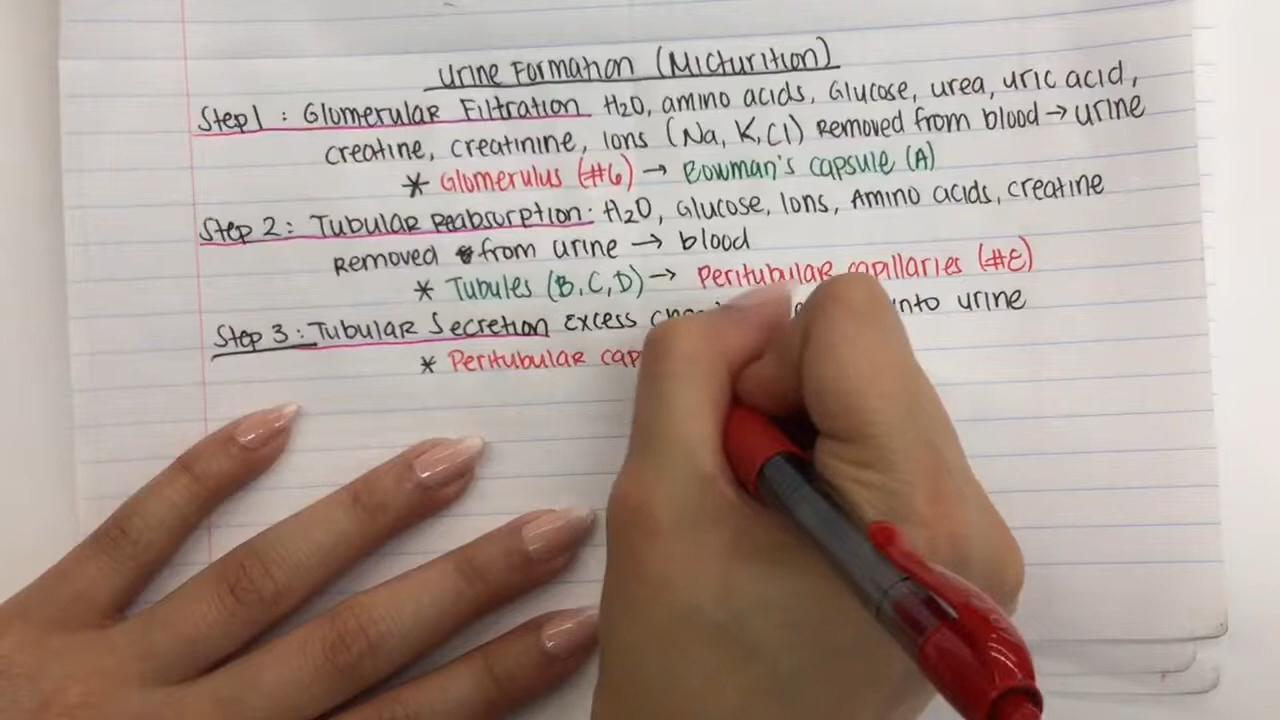 Urine Formation (Micturition)
Step 1: Glomerular Filtration H2O, amino acids, Glucose, urea, uric acid,
creatine, creatinine, Ions (Na, K, Cl) Removed from blood → urine
* Glomerulus (#6) → Bowman's capsule (A)
Step 2: Tubular Reabsorption: H2O, Glucose, Ions, Amino acids, creatine
Removed from urine → blood
* Tubules (B, C, D) → Peritubular capillaries (#8)
Step 3: Tubular Secretion Excess into urine
* Peritubular